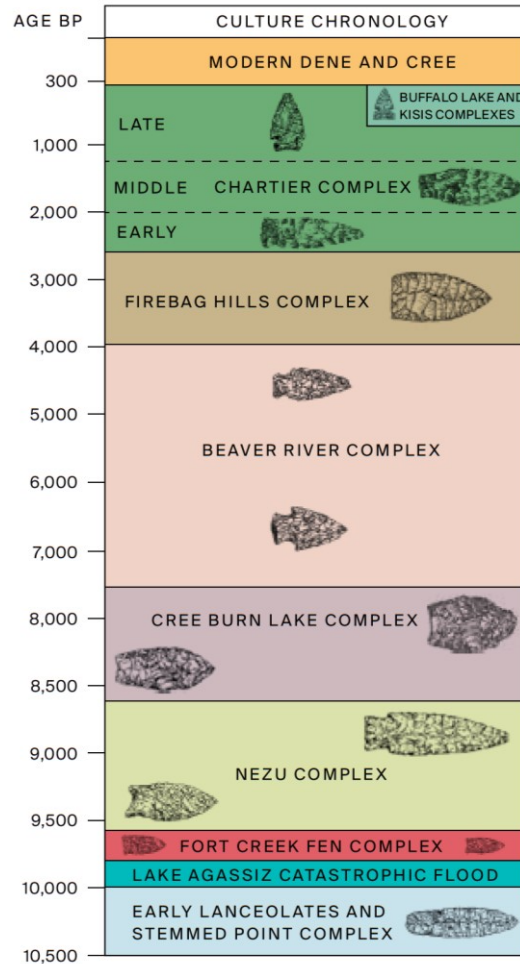 AGE BP
CULTURE CHRONOLOGY
MODERN DENE AND CREE
300
BUFFALO LAKE AND
KISIS COMPLEXES
LATE
1,000
MIDDLE CHARTIER COMPLEX
2,000
EARLY
3,000
FIREBAG HILLS COMPLEX
4,000
5,000
BEAVER RIVER COMPLEX
6,000
7,000
8,000
CREE BURN LAKE COMPLEX
8,500
9,000
NEZU COMPLEX
9,500
FORT CREEK FEN COMPLEX
LAKE AGASSIZ CATASTROPHIC FLOOD
10,000
EARLY LANCEOLATES AND
STEMMED POINT COMPLEX
10,500